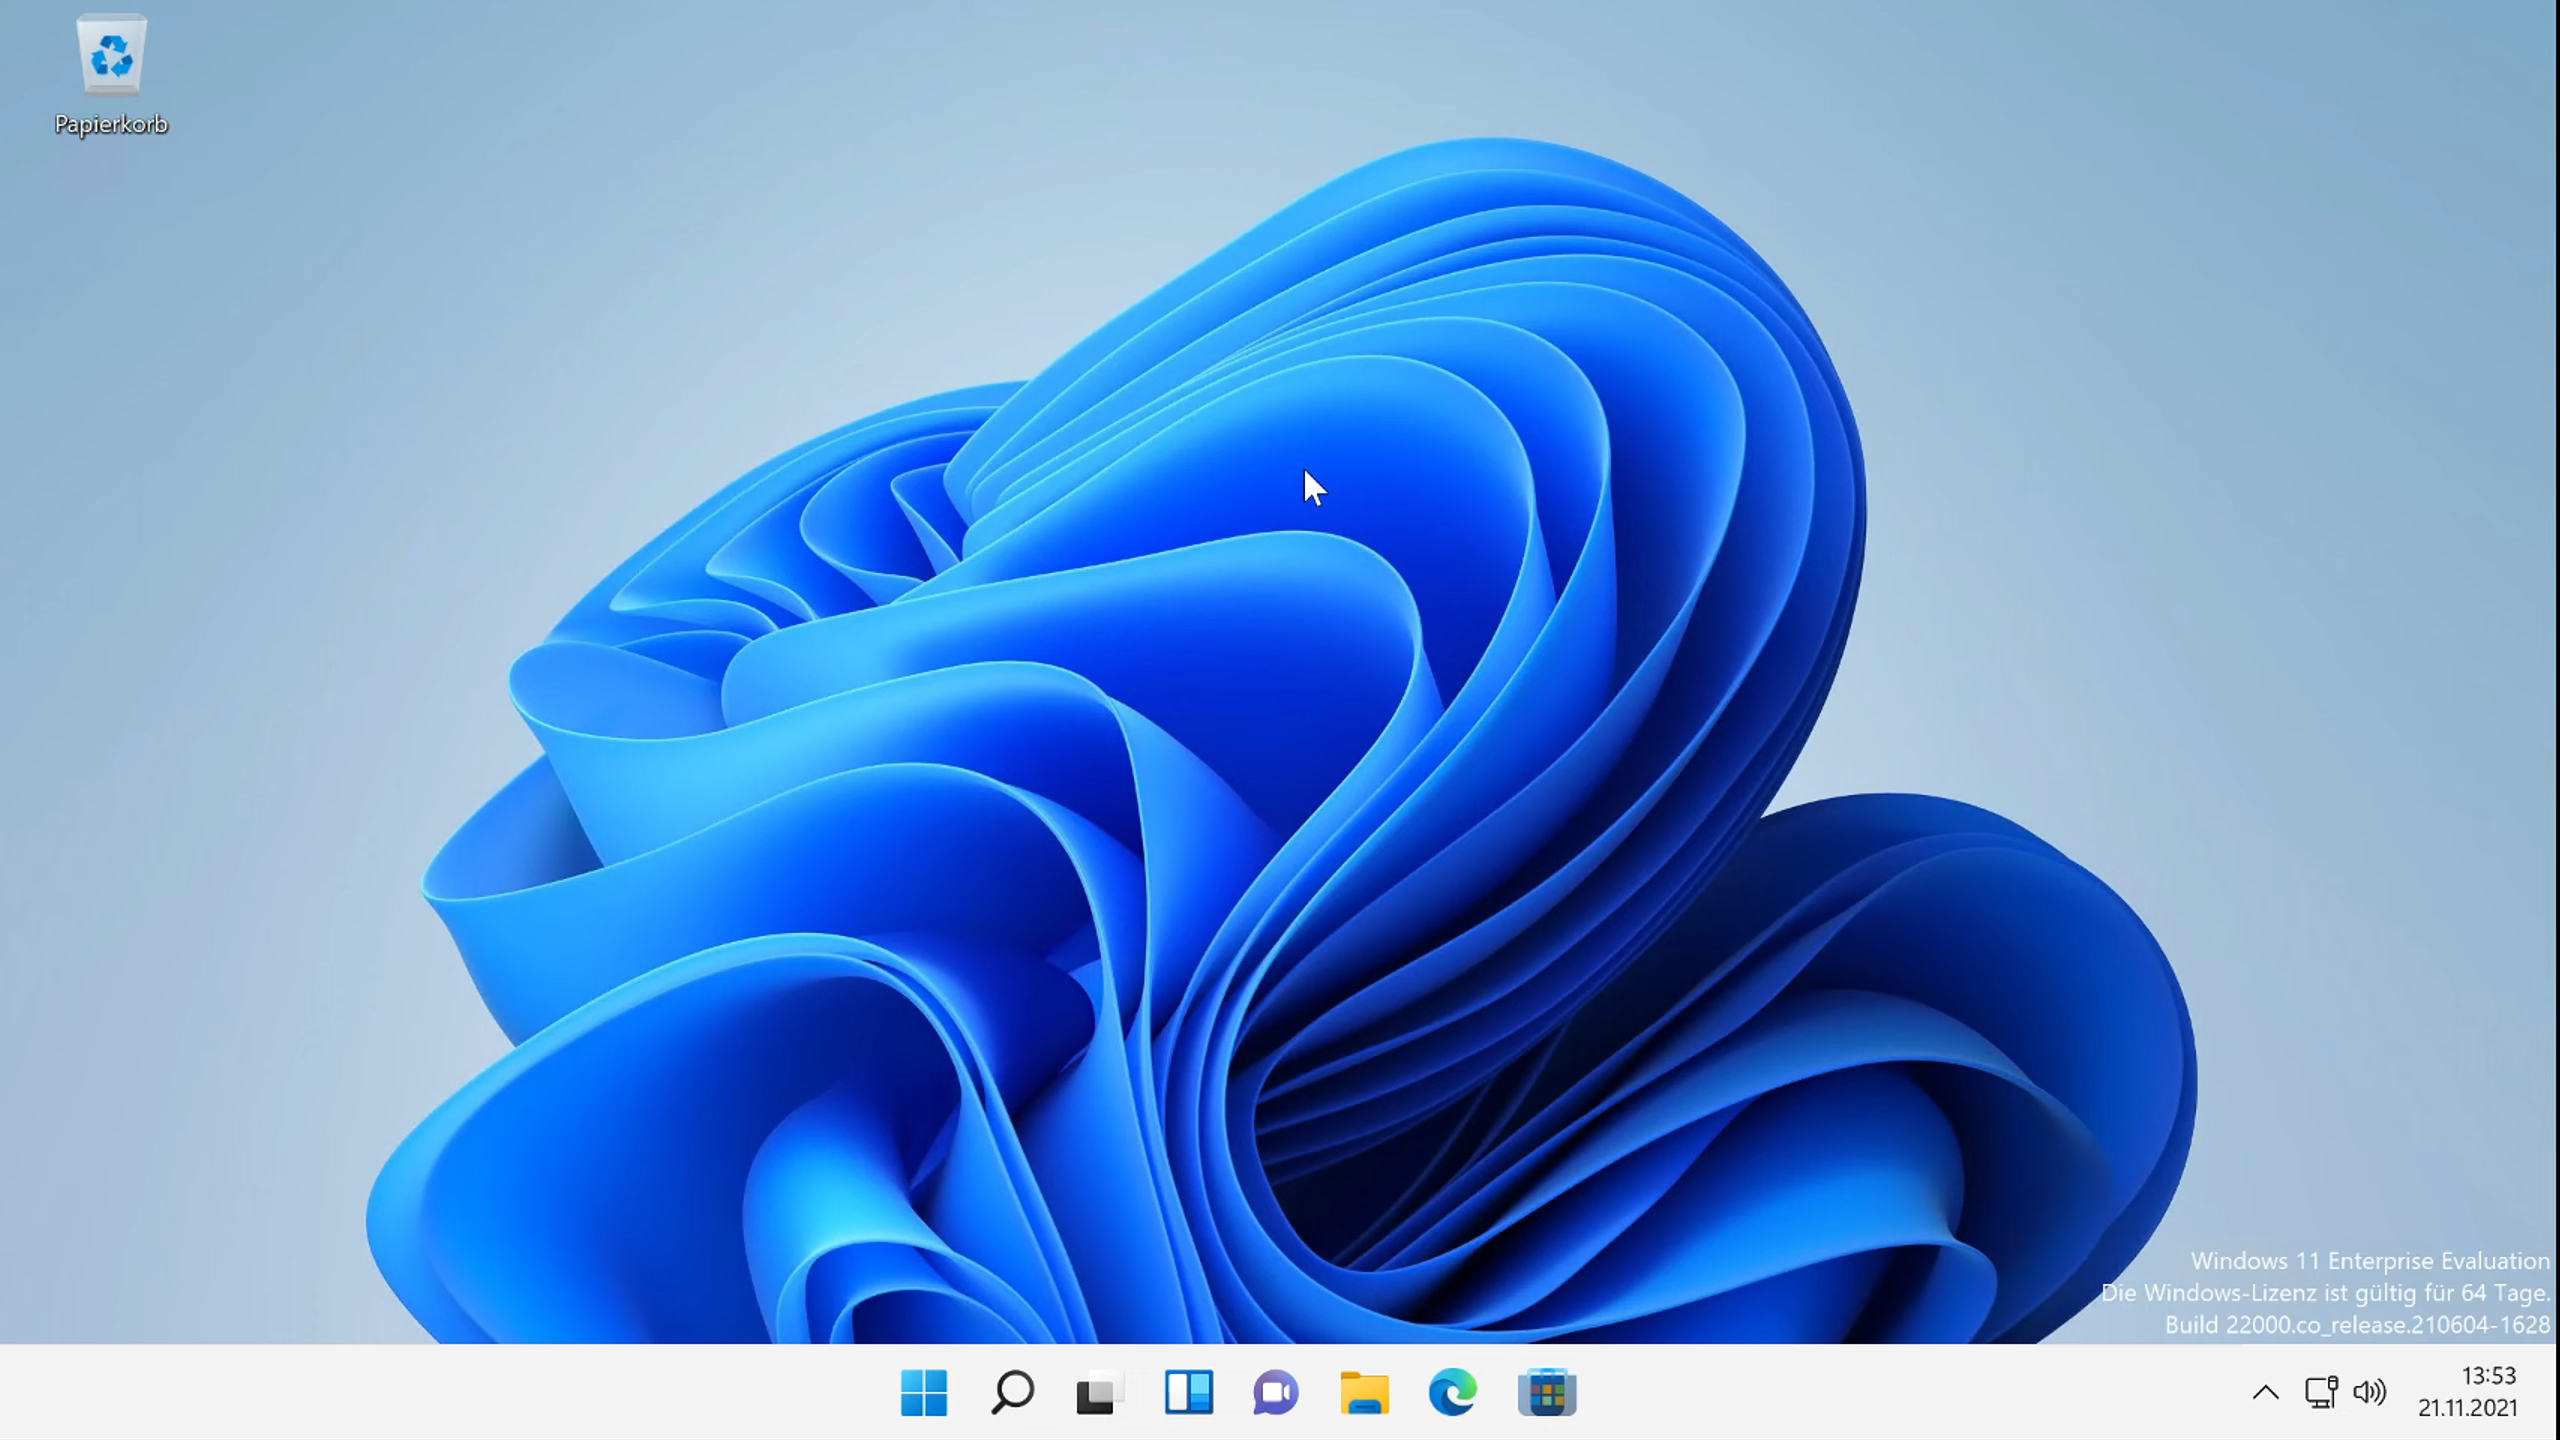 Papierkorb
Windows 11 Enterprise Evaluation
Die Windows-Lizenz ist gültig für 64 Tage.
Build 22000.co_release.210604-1628
13:53
21.11.2021